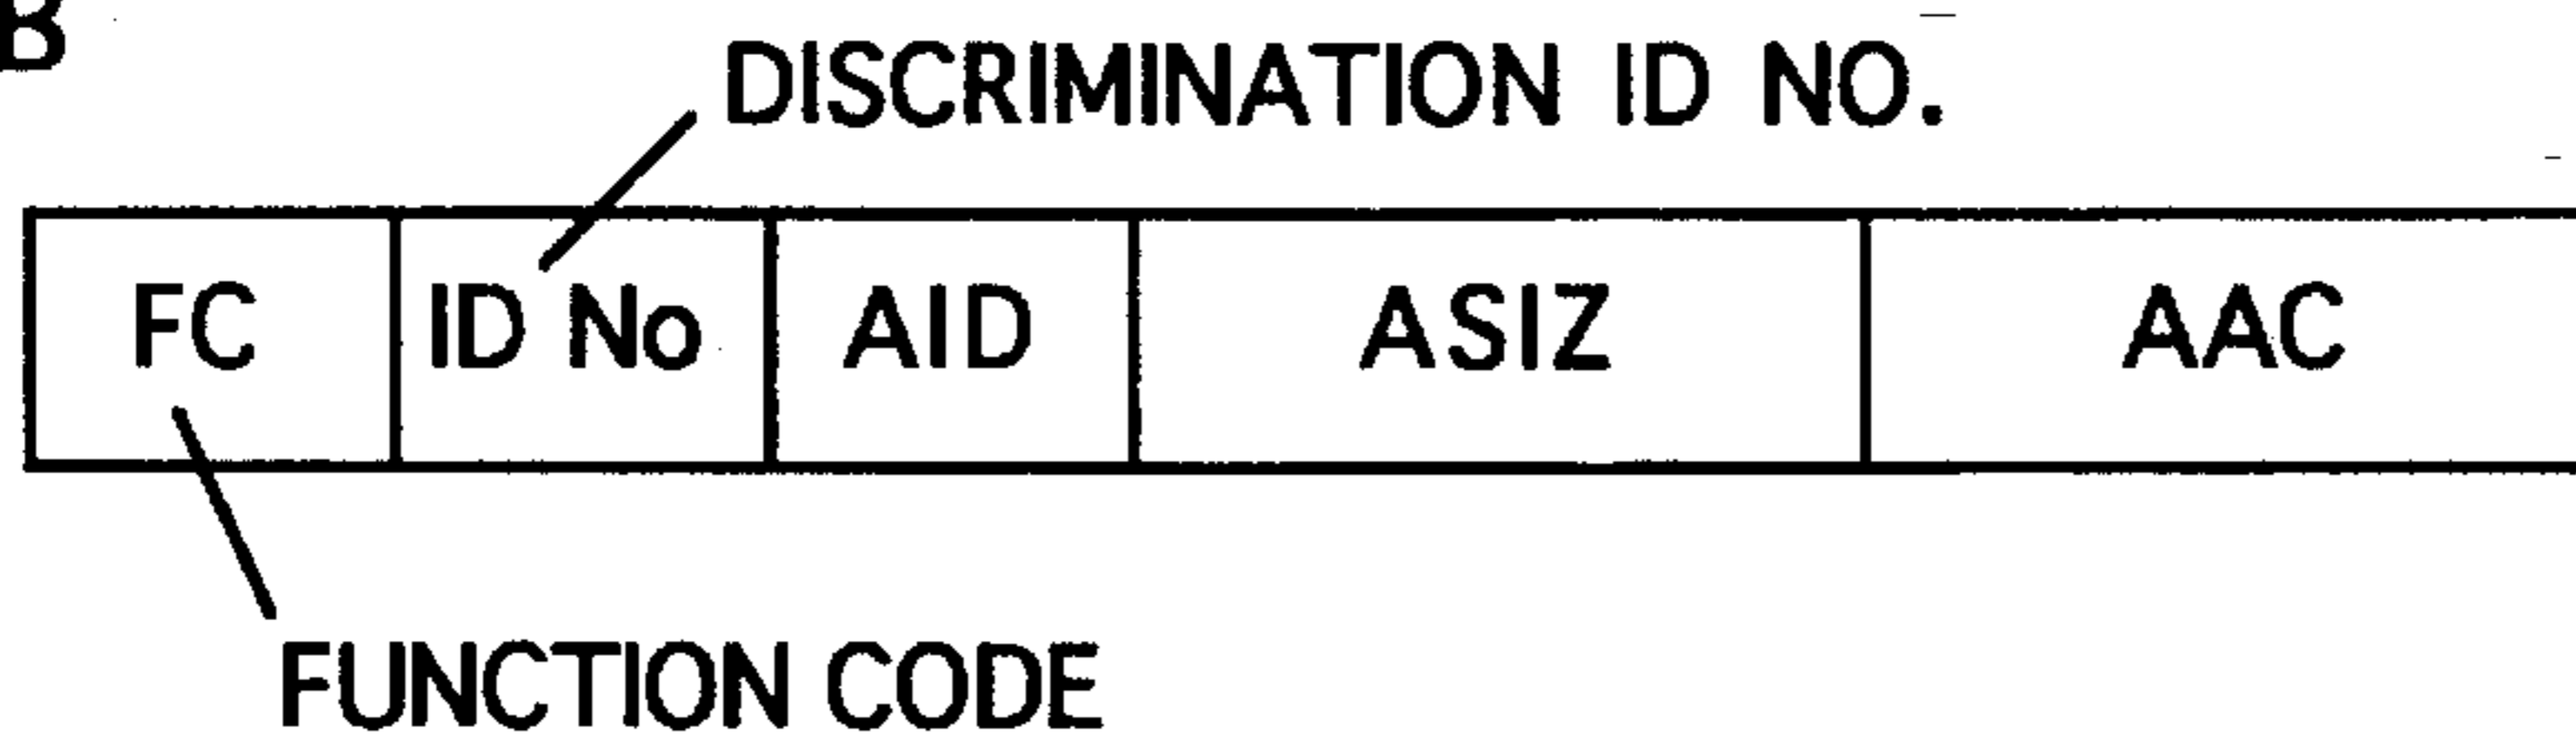 B
DISCRIMINATION ID NO.
FC ID No AID ASIZ AAC
FUNCTION CODE